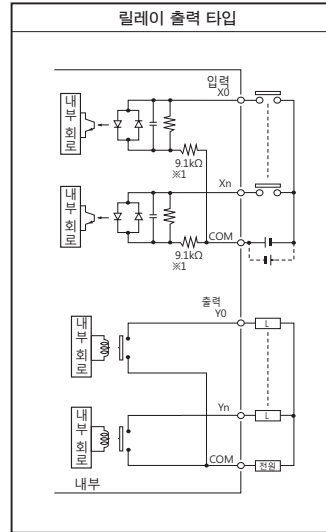 릴레이 출력 타입
입력
X0
내부회로
9.1kΩ
※1
Xn
내부회로
9.1kΩ
※1
COM
출력
Y0
내부회로
L
Yn
내부회로
L
COM
전원
내부